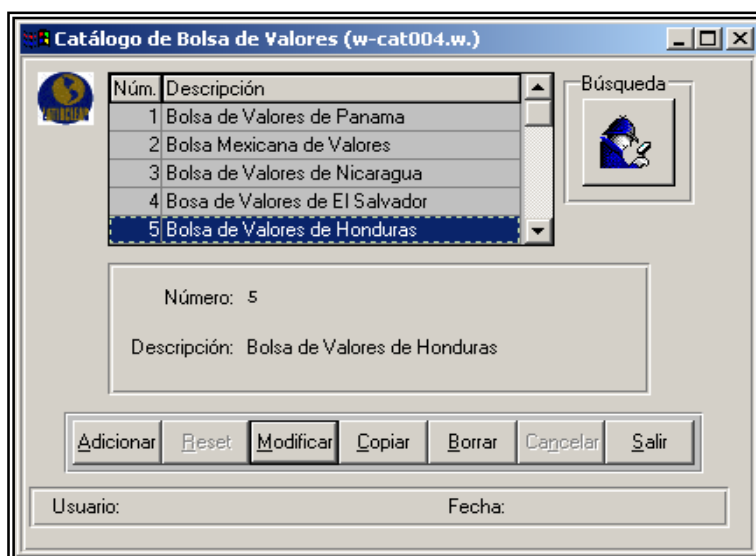 Catálogo de Bolsa de Valores (w-cat004.w.)
LATINCLEAR
Núm. Descripción
1 Bolsa de Valores de Panama
2 Bolsa Mexicana de Valores
3 Bolsa de Valores de Nicaragua
4 Bosa de Valores de El Salvador
5 Bolsa de Valores de Honduras
Búsqueda
Número: 5
Descripción: Bolsa de Valores de Honduras
Adicionar Reset Modificar Copiar Borrar Cancelar Salir
Usuario: Fecha: